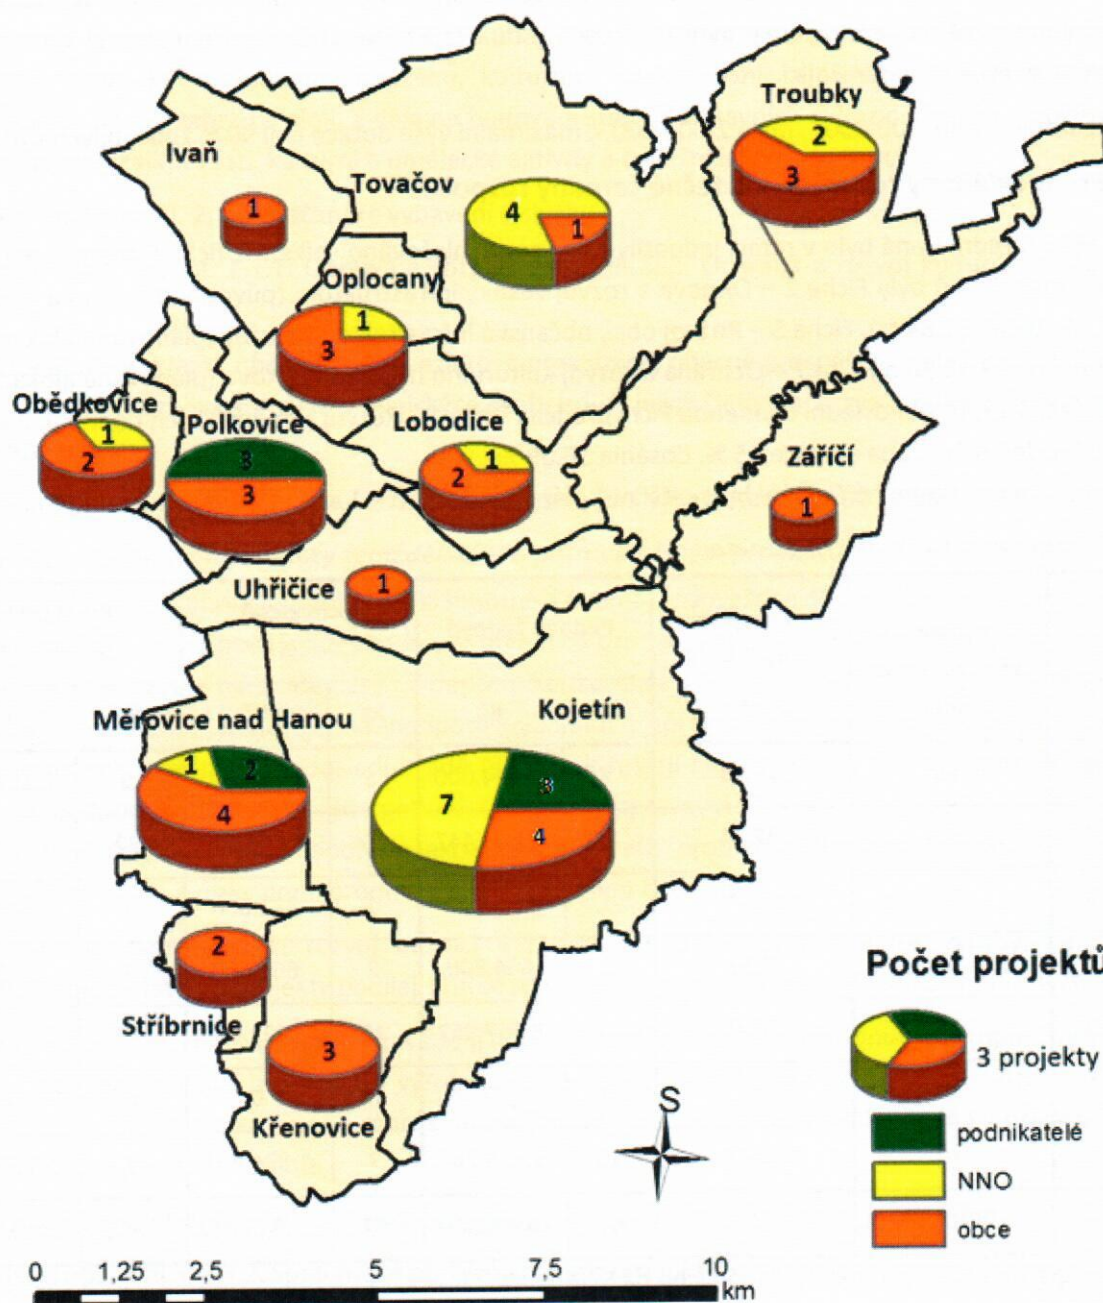 Troubky
2
3
Ivaň
1
Tovačov
4
1
Oplocany
1
3
Obědkovice
1
2
Polkovice
3
3
Lobodice
1
2
Záříčí
1
Uhřičice
1
Měrovice nad Hanou
1
2
4
Kojetín
7
3
4
2
Stříbrnice
3
Křenovice
S
Počet projektů
3 projekty
podnikatelé
NNO
obce
0 1,25 2,5 5 7,5 10
km